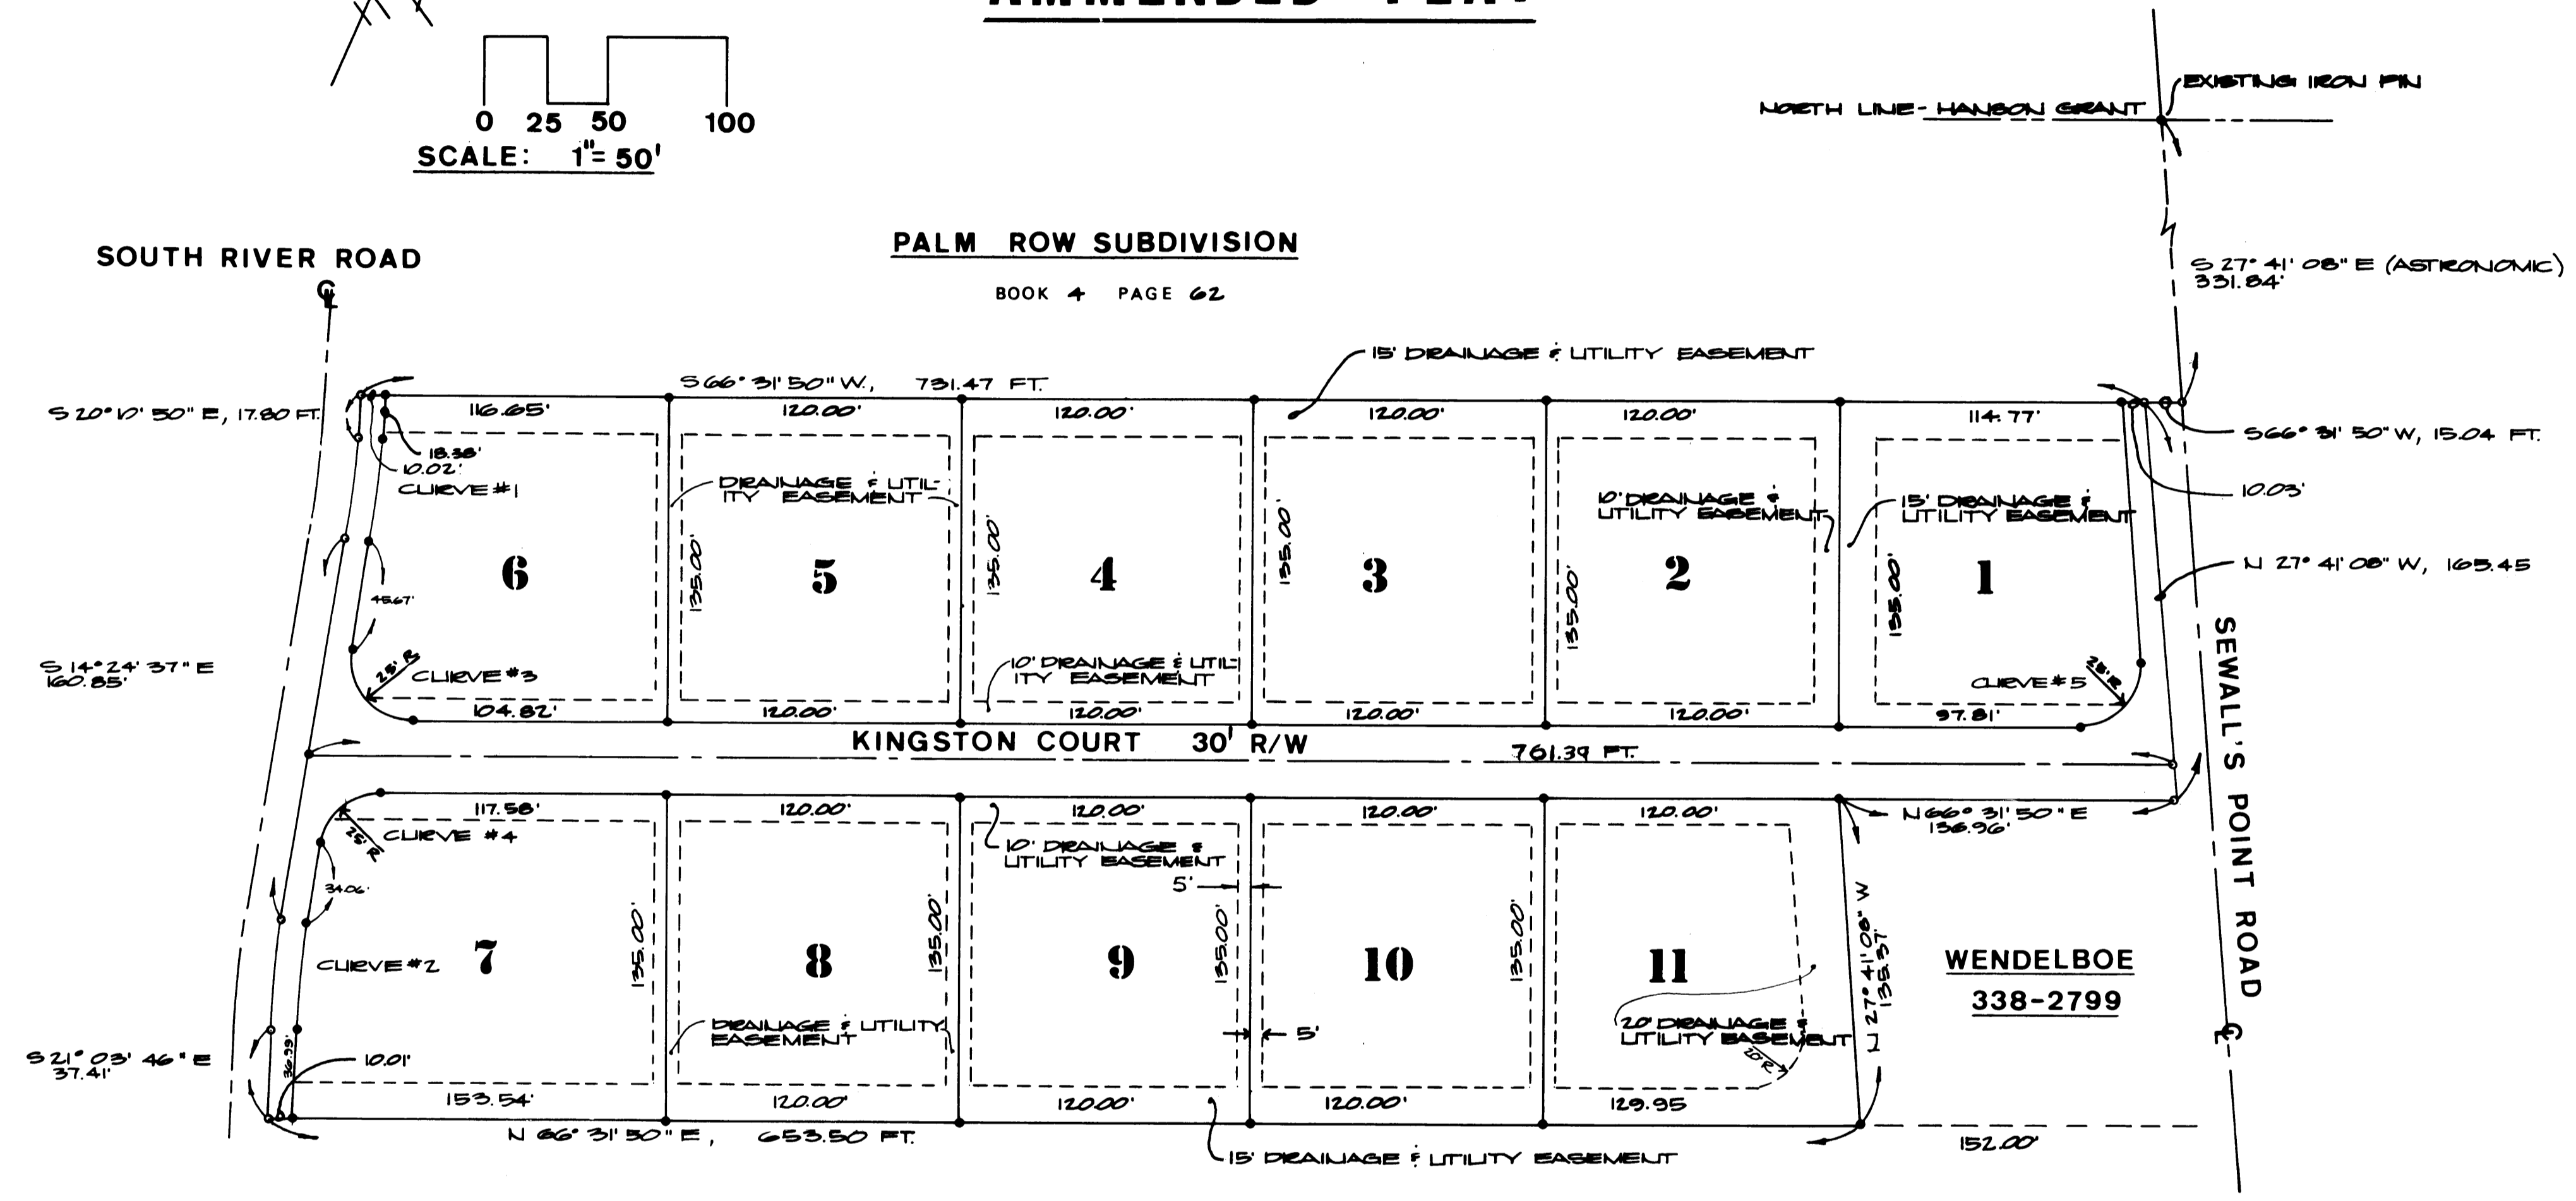 0 25 50 100
SCALE: 1"= 50'
EXISTING IRON PIN
NORTH LINE - HANSON GRANT
SOUTH RIVER ROAD
PALM ROW SUBDIVISION
BOOK 4 PAGE 62
S 27° 41' 08" E (ASTRONOMIC)
331.84'
15' DRAINAGE & UTILITY EASEMENT
S 66° 31' 50" W., 731.47 FT.
17.80 FT.
116.65'
120.00'
120.00'
120.00'
120.00'
114.77'
S66° 31' 50" W, 15.04 FT.
18.38'
10.02'
CURVE #1
DRAINAGE & UTIL-
ITY EASEMENT
10' DRAINAGE &
UTILITY EASEMENT
15' DRAINAGE &
UTILITY EASEMENT
10.03'
N 27° 41' 08" W, 165.45
6
5
4
3
2
1
135.00'
135.00'
135.00'
135.00'
135.00'
45.67'
S 14° 24' 37" E
160.85'
25' R
CURVE #3
10' DRAINAGE & UTIL-
ITY EASEMENT
CURVE #5
25' R
104.82'
120.00'
120.00'
120.00'
120.00'
97.81'
KINGSTON COURT 30' R/W
761.39 FT.
SEWALL'S POINT ROAD
117.58'
120.00'
120.00'
120.00'
120.00'
N 66° 31' 50" E
136.96'
25' R
CURVE #4
10' DRAINAGE &
UTILITY EASEMENT
5'
34.06'
135.00'
135.00'
135.00'
135.00'
N 27° 41' 08" W
135.37'
CURVE #2
7
8
9
10
11
WENDELBOE
338-2799
DRAINAGE & UTILITY
EASEMENT
5'
20' DRAINAGE &
UTILITY EASEMENT
20' R
S 21° 03' 46" E
37.41'
36.99'
10.01'
153.54'
120.00'
120.00'
120.00'
129.95
N 66° 31' 50" E, 653.50 FT.
15' DRAINAGE & UTILITY EASEMENT
152.00'